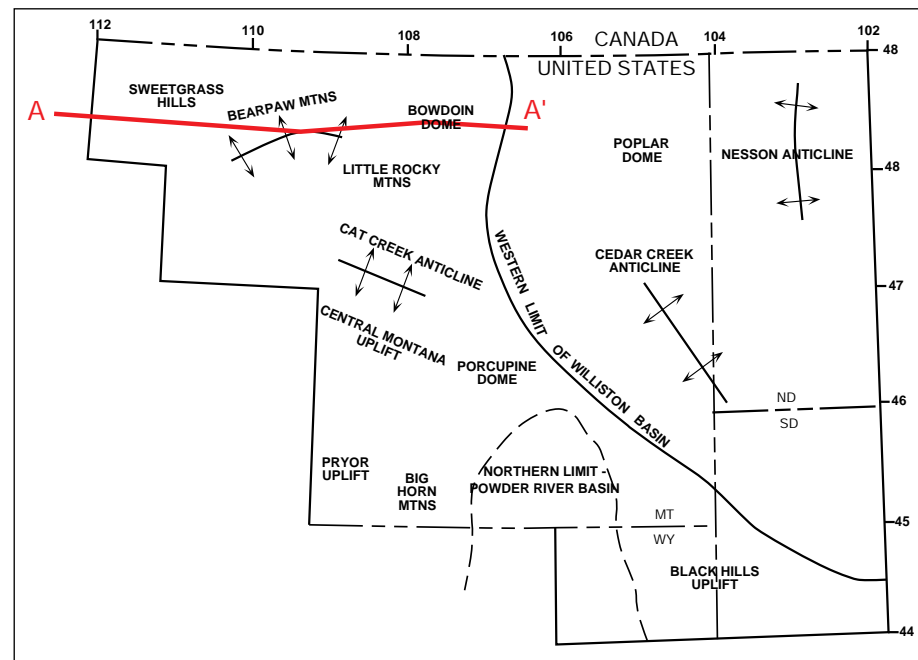 112
110
108
106
104
102
CANADA
UNITED STATES
48
SWEETGRASS
HILLS
BEARPAW MTNS
A
BOWDOIN
DOME
A'
POPLAR
DOME
NESSON ANTICLINE
48
LITTLE ROCKY
MTNS
CAT CREEK ANTICLINE
CEDAR CREEK
ANTICLINE
47
WESTERN LIMIT OF WILLISTON BASIN
CENTRAL MONTANA
UPLIFT
PORCUPINE
DOME
ND
46
SD
PRYOR
UPLIFT
BIG
HORN
MTNS
NORTHERN LIMIT -
POWDER RIVER BASIN
MT
45
WY
BLACK HILLS
UPLIFT
44